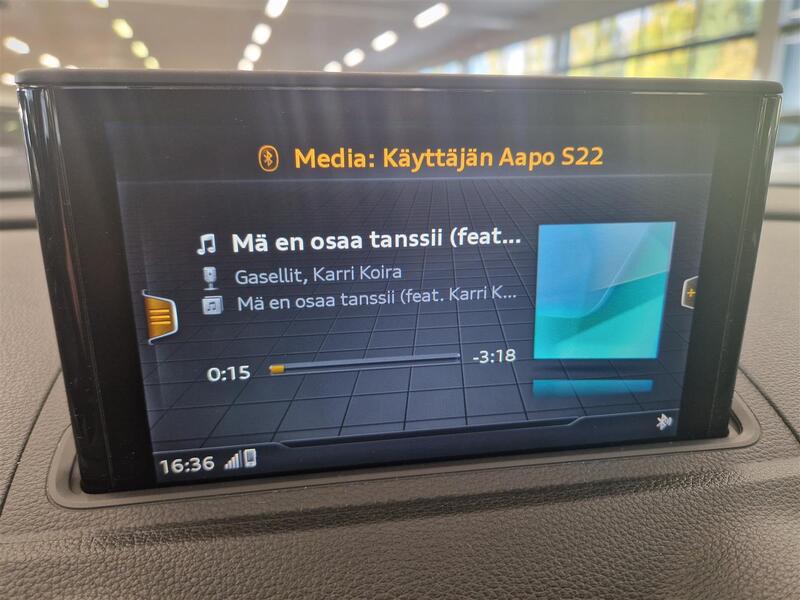 Media: Käyttäjän Aapo S22
Mä en osaa tanssii (feat...
Gasellit, Karri Koira
Mä en osaa tanssii (feat. Karri K...
0:15 -3:18
16:36